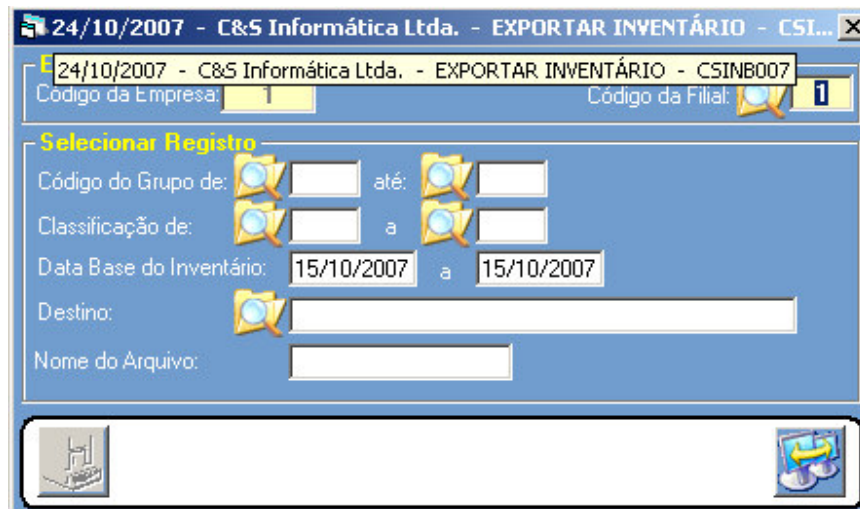 24/10/2007 - C&S Informática Ltda. - EXPORTAR INVENTÁRIO - CSI...
24/10/2007 - C&S Informática Ltda. - EXPORTAR INVENTÁRIO - CSINB007
Código da Empresa: 1 Código da Filial: 1
Selecionar Registro
Código do Grupo de: até:
Classificação de: a
Data Base do Inventário: 15/10/2007 a 15/10/2007
Destino:
Nome do Arquivo: